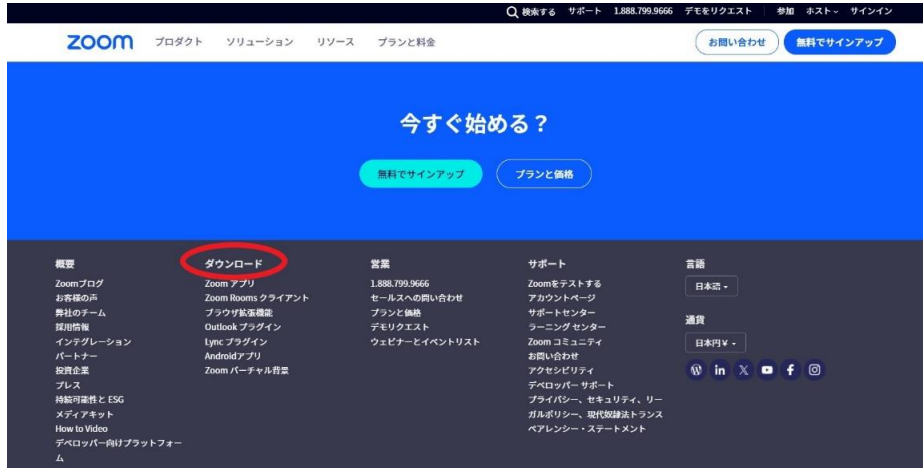 検索する サポート 1.888.799.9666 デモをリクエスト 参加 ホスト サインイン
zoom プロダクト ソリューション リソース プランと料金 お問い合わせ 無料でサインアップ
今すぐ始める？
無料でサインアップ プランと価格
概要
Zoomブログ
お客様の声
弊社のチーム
採用情報
インテグレーション
パートナー
投資企業
プレス
持続可能性と ESG
メディアキット
How to Video
デベロッパー向けプラットフォー
ム
ダウンロード
Zoom アプリ
Zoom Rooms クライアント
ブラウザ拡張機能
Outlook プラグイン
Lync プラグイン
Androidアプリ
Zoom バーチャル背景
営業
1.888.799.9666
セールスへの問い合わせ
プランと価格
デモリクエスト
ウェビナーとイベントリスト
サポート
Zoomをテストする
アカウントページ
サポートセンター
ラーニング センター
Zoom コミュニティ
お問い合わせ
アクセシビリティ
デベロッパー サポート
プライバシー、セキュリティ、リー
ガルポリシー、現代奴隷法トランス
ペアレンシー・ステートメント
言語
日本語
通貨
日本円¥